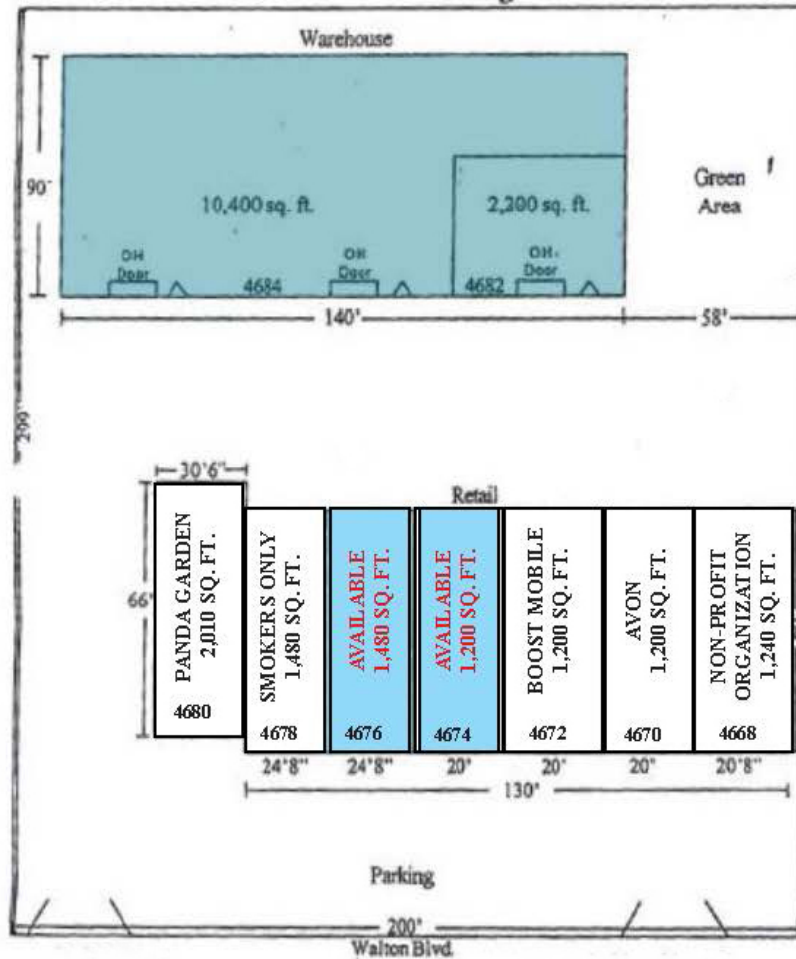 Warehouse
90'
10,400 sq. ft.
2,200 sq. ft.
Green
Area
OH
Door
OH
Door
OH
Door
4684
4682
140'
58'
30'6"
Retail
66'
PANDA GARDEN
2,010 SQ. FT.
4680
SMOKERS ONLY
1,480 SQ. FT.
4678
AVAILABLE
1,480 SQ. FT.
4676
AVAILABLE
1,200 SQ. FT.
4674
BOOST MOBILE
1,200 SQ. FT.
4672
AVON
1,200 SQ. FT.
4670
NON-PROFIT
ORGANIZATION
1,240 SQ. FT.
4668
24'8"
24'8"
20'
20'
20'
20'8"
130'
Parking
200'
Walton Blvd.